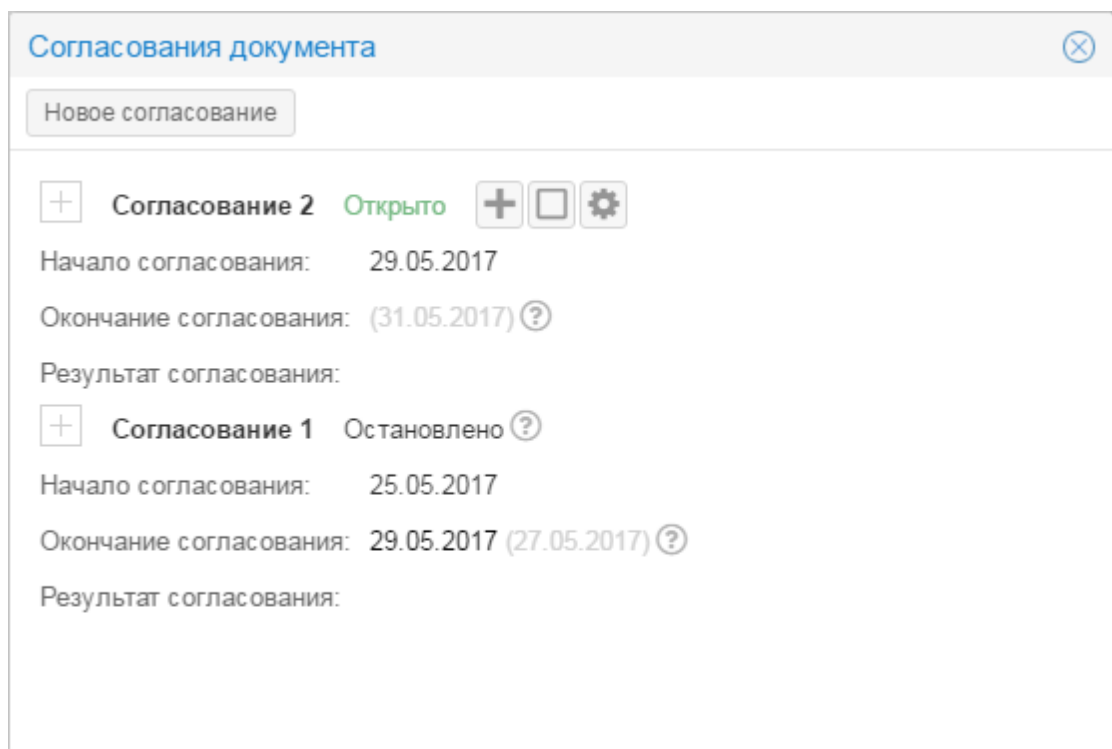 Согласования документа
Новое согласование
Согласование 2 Открыто
Начало согласования: 29.05.2017
Окончание согласования: (31.05.2017) ?
Результат согласования:
Согласование 1 Остановлено ?
Начало согласования: 25.05.2017
Окончание согласования: 29.05.2017 (27.05.2017) ?
Результат согласования: